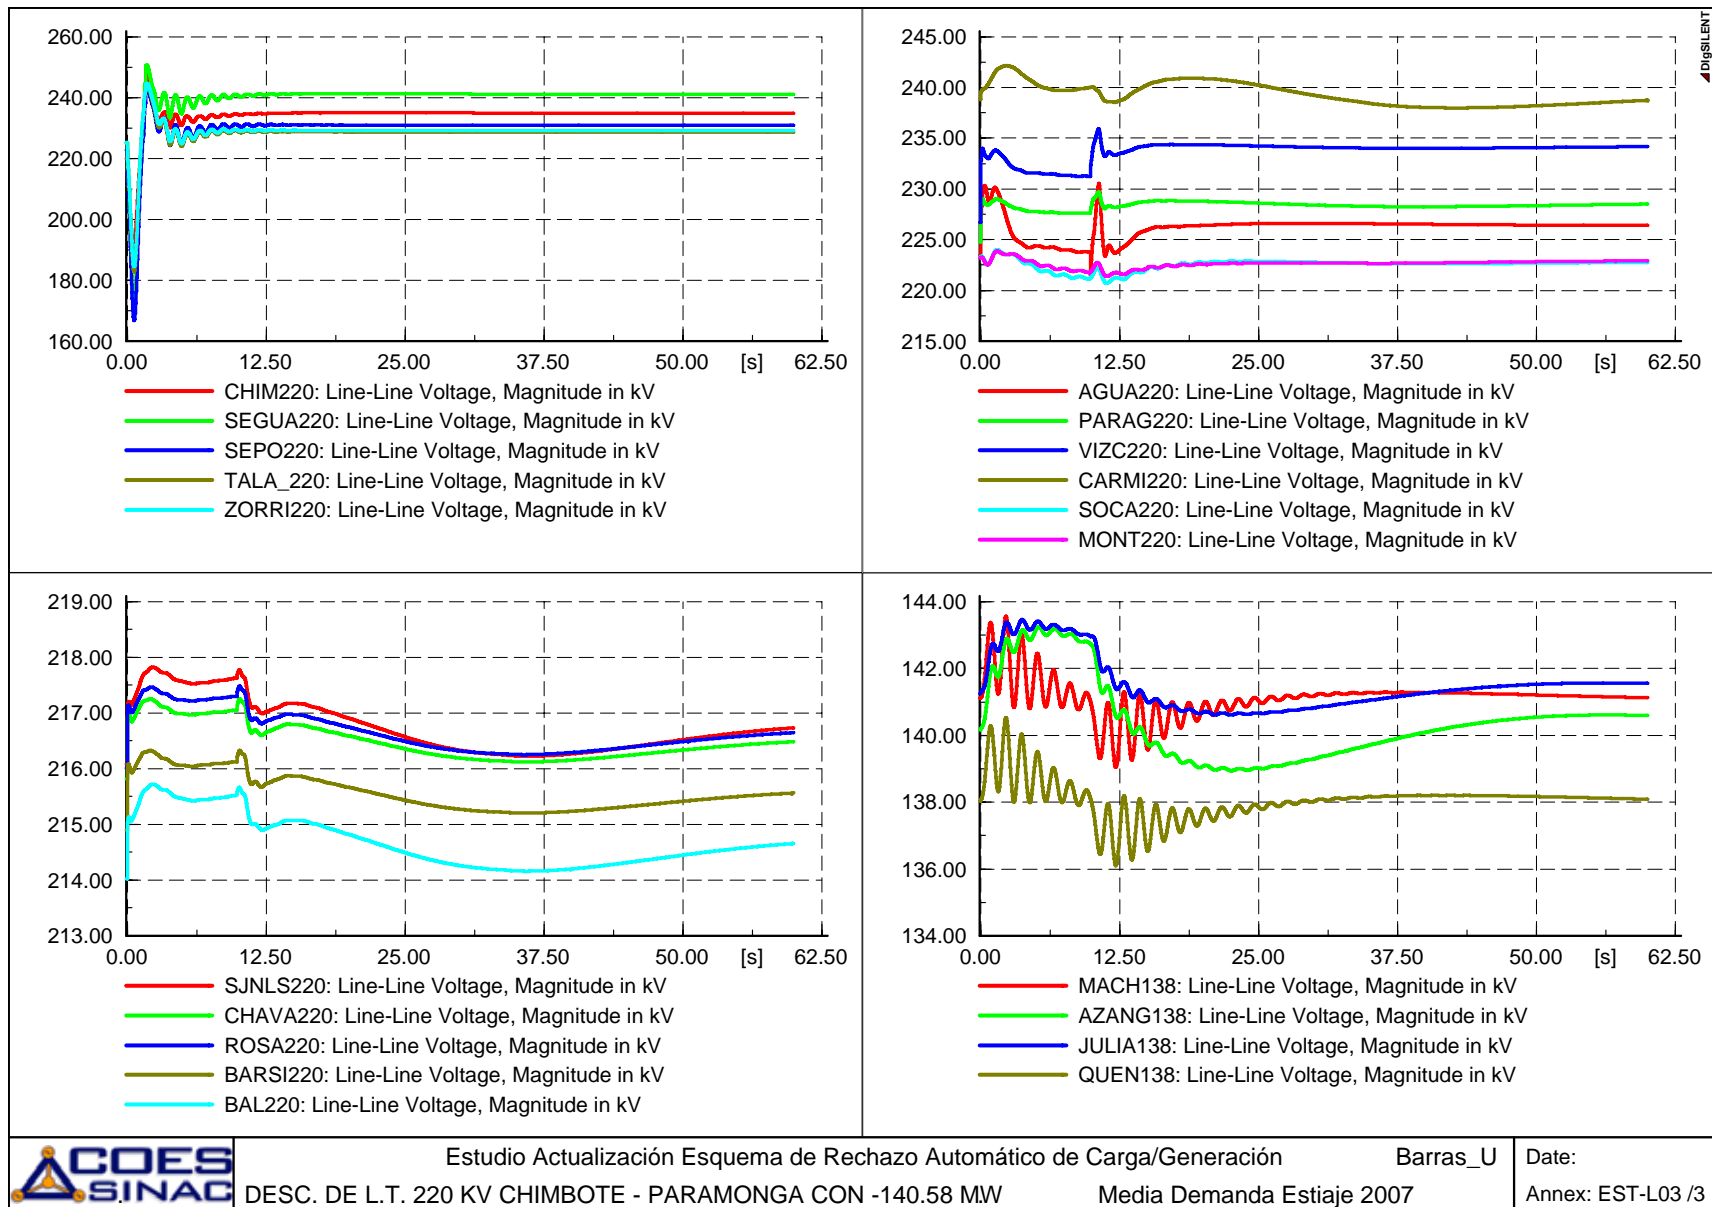 260.00
240.00
220.00
200.00
180.00
160.00
0.00 12.50 25.00 37.50 50.00 [s] 62.50
CHIM220: Line-Line Voltage, Magnitude in kV
SEGUA220: Line-Line Voltage, Magnitude in kV
SEPO220: Line-Line Voltage, Magnitude in kV
TALA_220: Line-Line Voltage, Magnitude in kV
ZORRI220: Line-Line Voltage, Magnitude in kV
245.00
240.00
235.00
230.00
225.00
220.00
215.00
0.00 12.50 25.00 37.50 50.00 [s] 62.50
AGUA220: Line-Line Voltage, Magnitude in kV
PARAG220: Line-Line Voltage, Magnitude in kV
VIZC220: Line-Line Voltage, Magnitude in kV
CARMI220: Line-Line Voltage, Magnitude in kV
SOCA220: Line-Line Voltage, Magnitude in kV
MONT220: Line-Line Voltage, Magnitude in kV
DIgSILENT
219.00
218.00
217.00
216.00
215.00
214.00
213.00
0.00 12.50 25.00 37.50 50.00 [s] 62.50
SJNLS220: Line-Line Voltage, Magnitude in kV
CHAVA220: Line-Line Voltage, Magnitude in kV
ROSA220: Line-Line Voltage, Magnitude in kV
BARSI220: Line-Line Voltage, Magnitude in kV
BAL220: Line-Line Voltage, Magnitude in kV
144.00
142.00
140.00
138.00
136.00
134.00
0.00 12.50 25.00 37.50 50.00 [s] 62.50
MACH138: Line-Line Voltage, Magnitude in kV
AZANG138: Line-Line Voltage, Magnitude in kV
JULIA138: Line-Line Voltage, Magnitude in kV
QUEN138: Line-Line Voltage, Magnitude in kV
COES
SINAC
Estudio Actualización Esquema de Rechazo Automático de Carga/Generación Barras_U
DESC. DE L.T. 220 KV CHIMBOTE - PARAMONGA CON -140.58 MW Media Demanda Estiaje 2007
Date:
Annex: EST-L03 /3